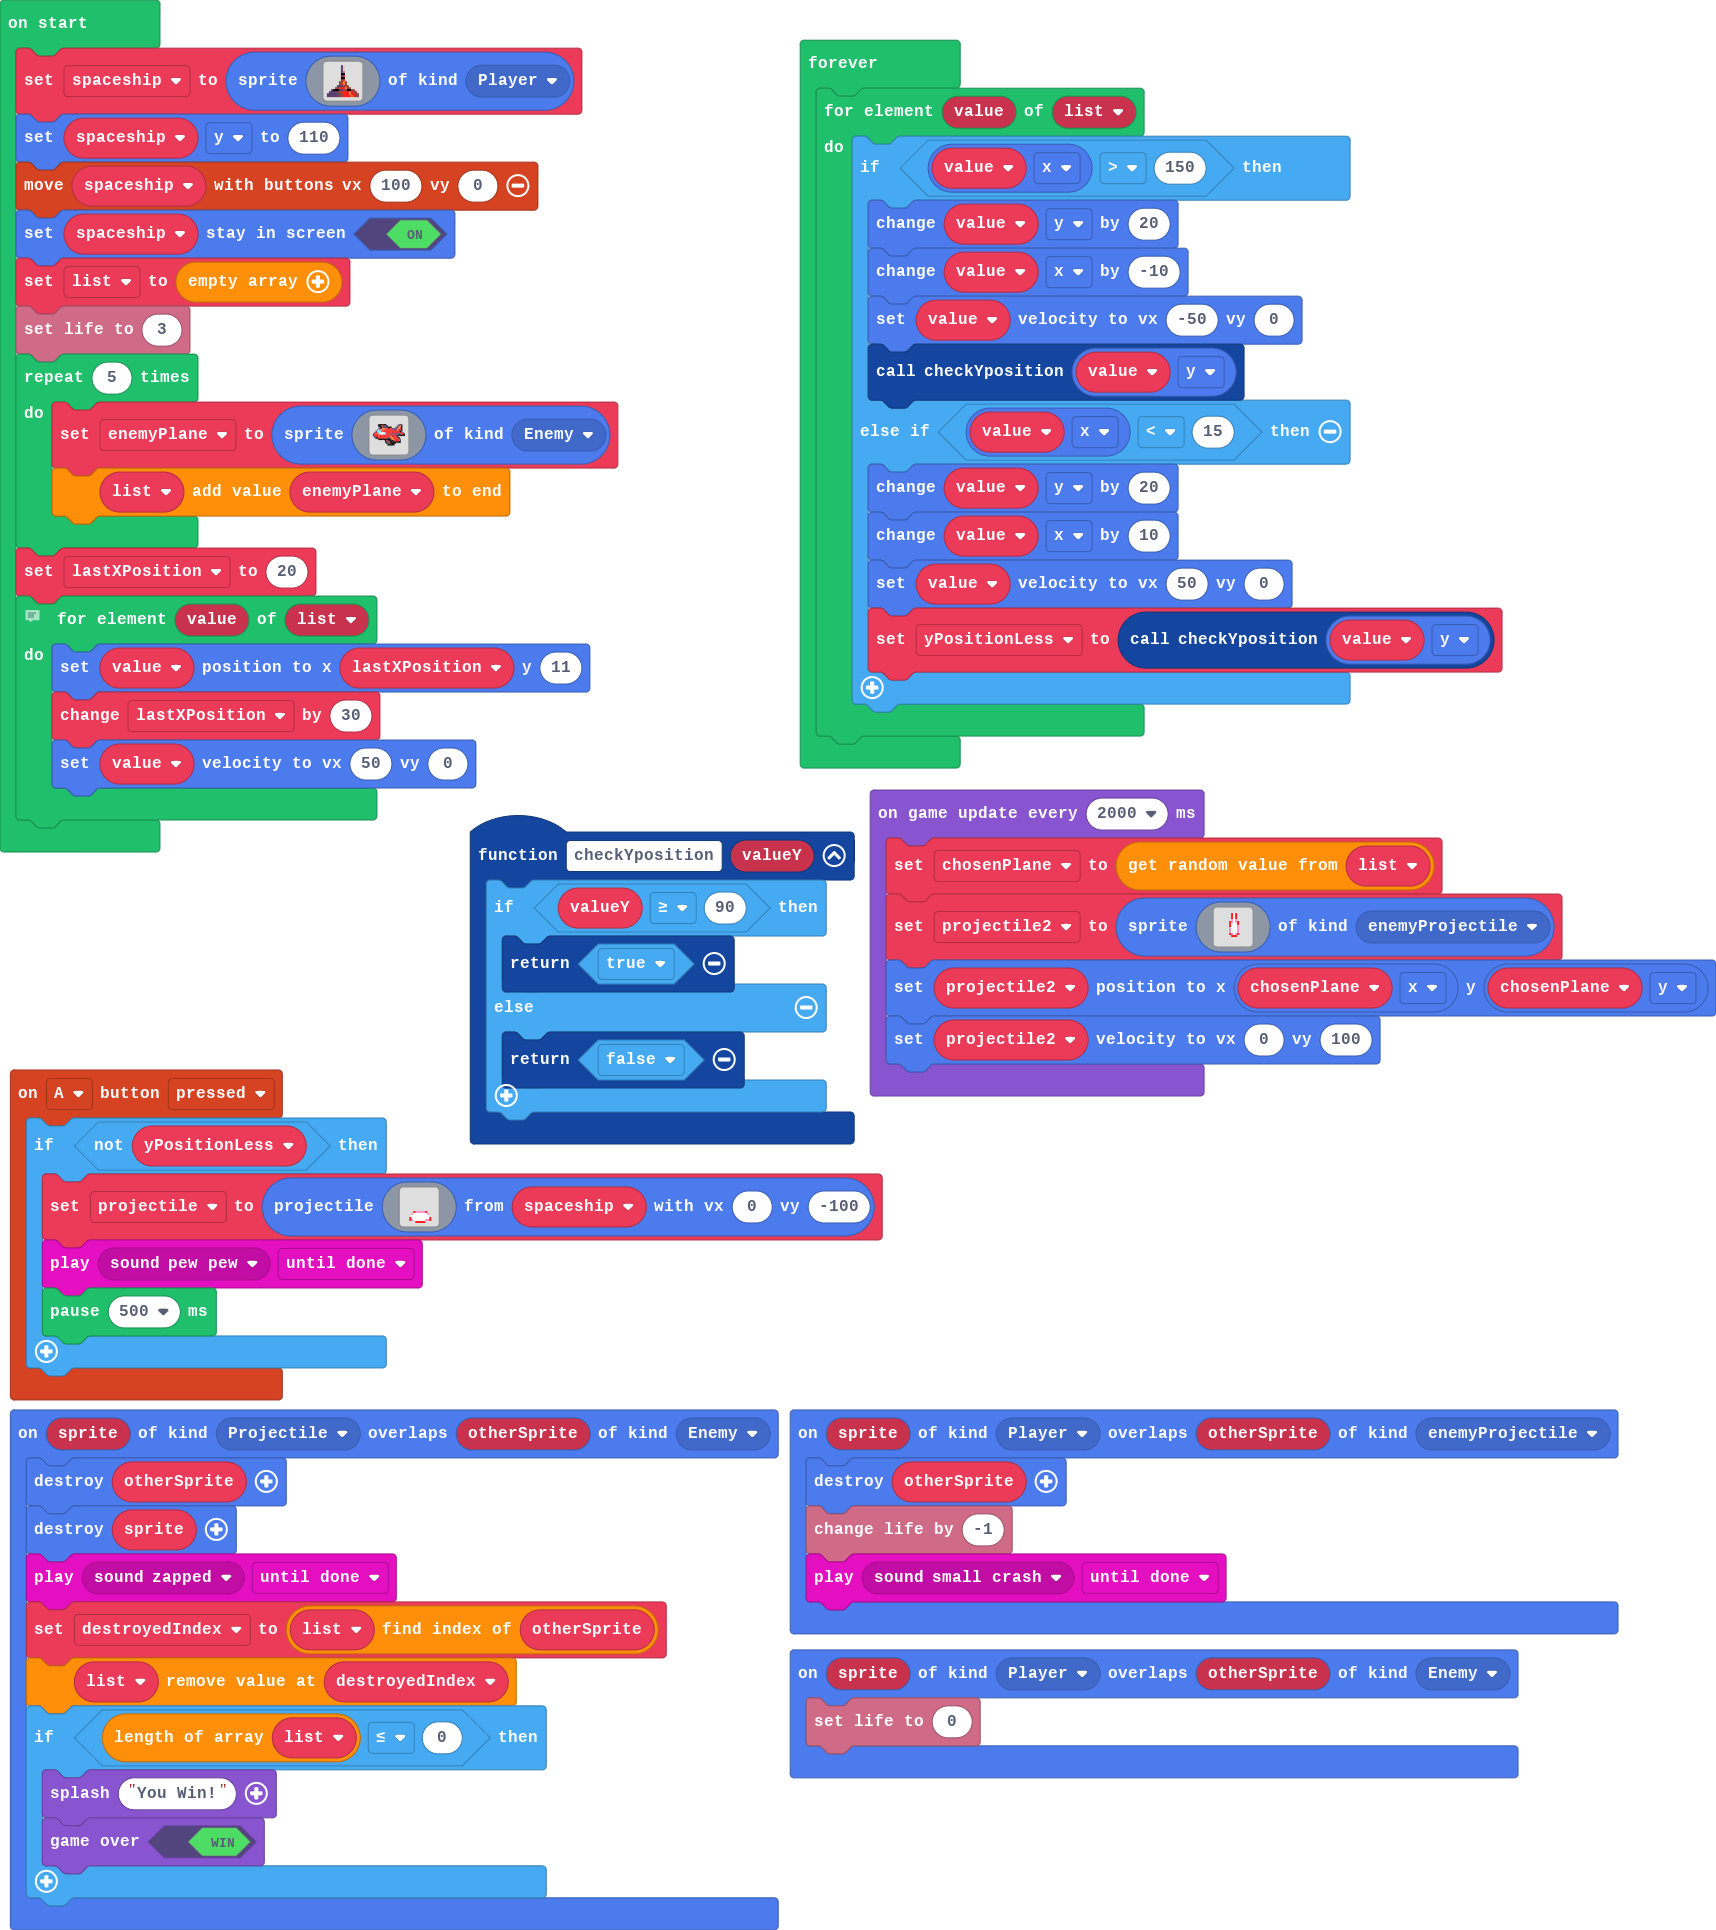 on start
set spaceship to sprite of kind Player
set spaceship y to 110
move spaceship with buttons vx 100 vy 0
set spaceship stay in screen ON
set list to empty array
set life to 3
repeat 5 times
do
set enemyPlane to sprite of kind Enemy
list add value enemyPlane to end
set lastXPosition to 20
for element value of list
do
set value position to x lastXPosition y 11
change lastXPosition by 30
set value velocity to vx 50 vy 0
forever
for element value of list
do
if value x > 150 then
change value y by 20
change value x by -10
set value velocity to vx -50 vy 0
call checkYposition value y
else if value x < 15 then
change value y by 20
change value x by 10
set value velocity to vx 50 vy 0
set yPositionLess to call checkYposition value y
function checkYposition valueY
if valueY ≥ 90 then
return true
else
return false
on game update every 2000 ms
set chosenPlane to get random value from list
set projectile2 to sprite of kind enemyProjectile
set projectile2 position to x chosenPlane x y chosenPlane y
set projectile2 velocity to vx 0 vy 100
on A button pressed
if not yPositionLess then
set projectile to projectile from spaceship with vx 0 vy -100
play sound pew pew until done
pause 500 ms
on sprite of kind Projectile overlaps otherSprite of kind Enemy
destroy otherSprite
destroy sprite
play sound zapped until done
set destroyedIndex to list find index of otherSprite
list remove value at destroyedIndex
if length of array list ≤ 0 then
splash "You Win!"
game over WIN
on sprite of kind Player overlaps otherSprite of kind enemyProjectile
destroy otherSprite
change life by -1
play sound small crash until done
on sprite of kind Player overlaps otherSprite of kind Enemy
set life to 0